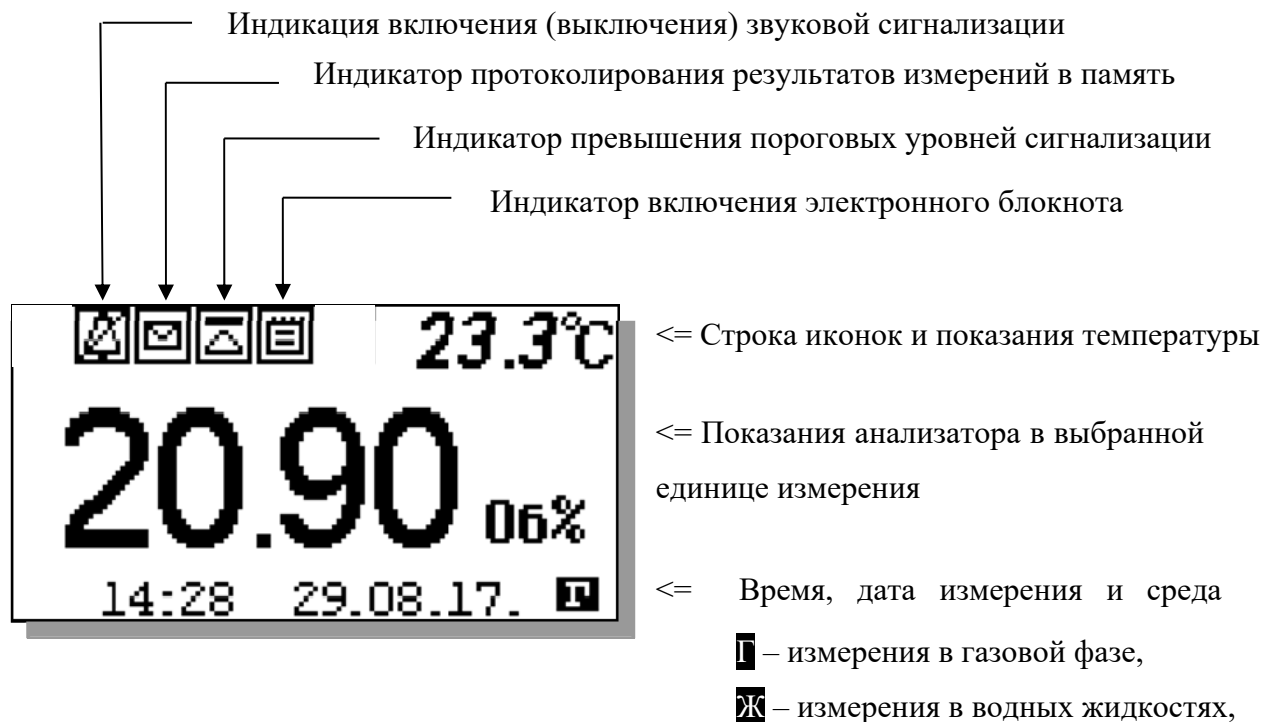 Индикация включения (выключения) звуковой сигнализации
Индикатор протоколирования результатов измерений в память
Индикатор превышения пороговых уровней сигнализации
Индикатор включения электронного блокнота
23.3°C
<= Строка иконок и показания температуры
20.90 Об%
<= Показания анализатора в выбранной
единице измерения
14:28 29.08.17. Г
<= Время, дата измерения и среда
Г – измерения в газовой фазе,
Ж – измерения в водных жидкостях,